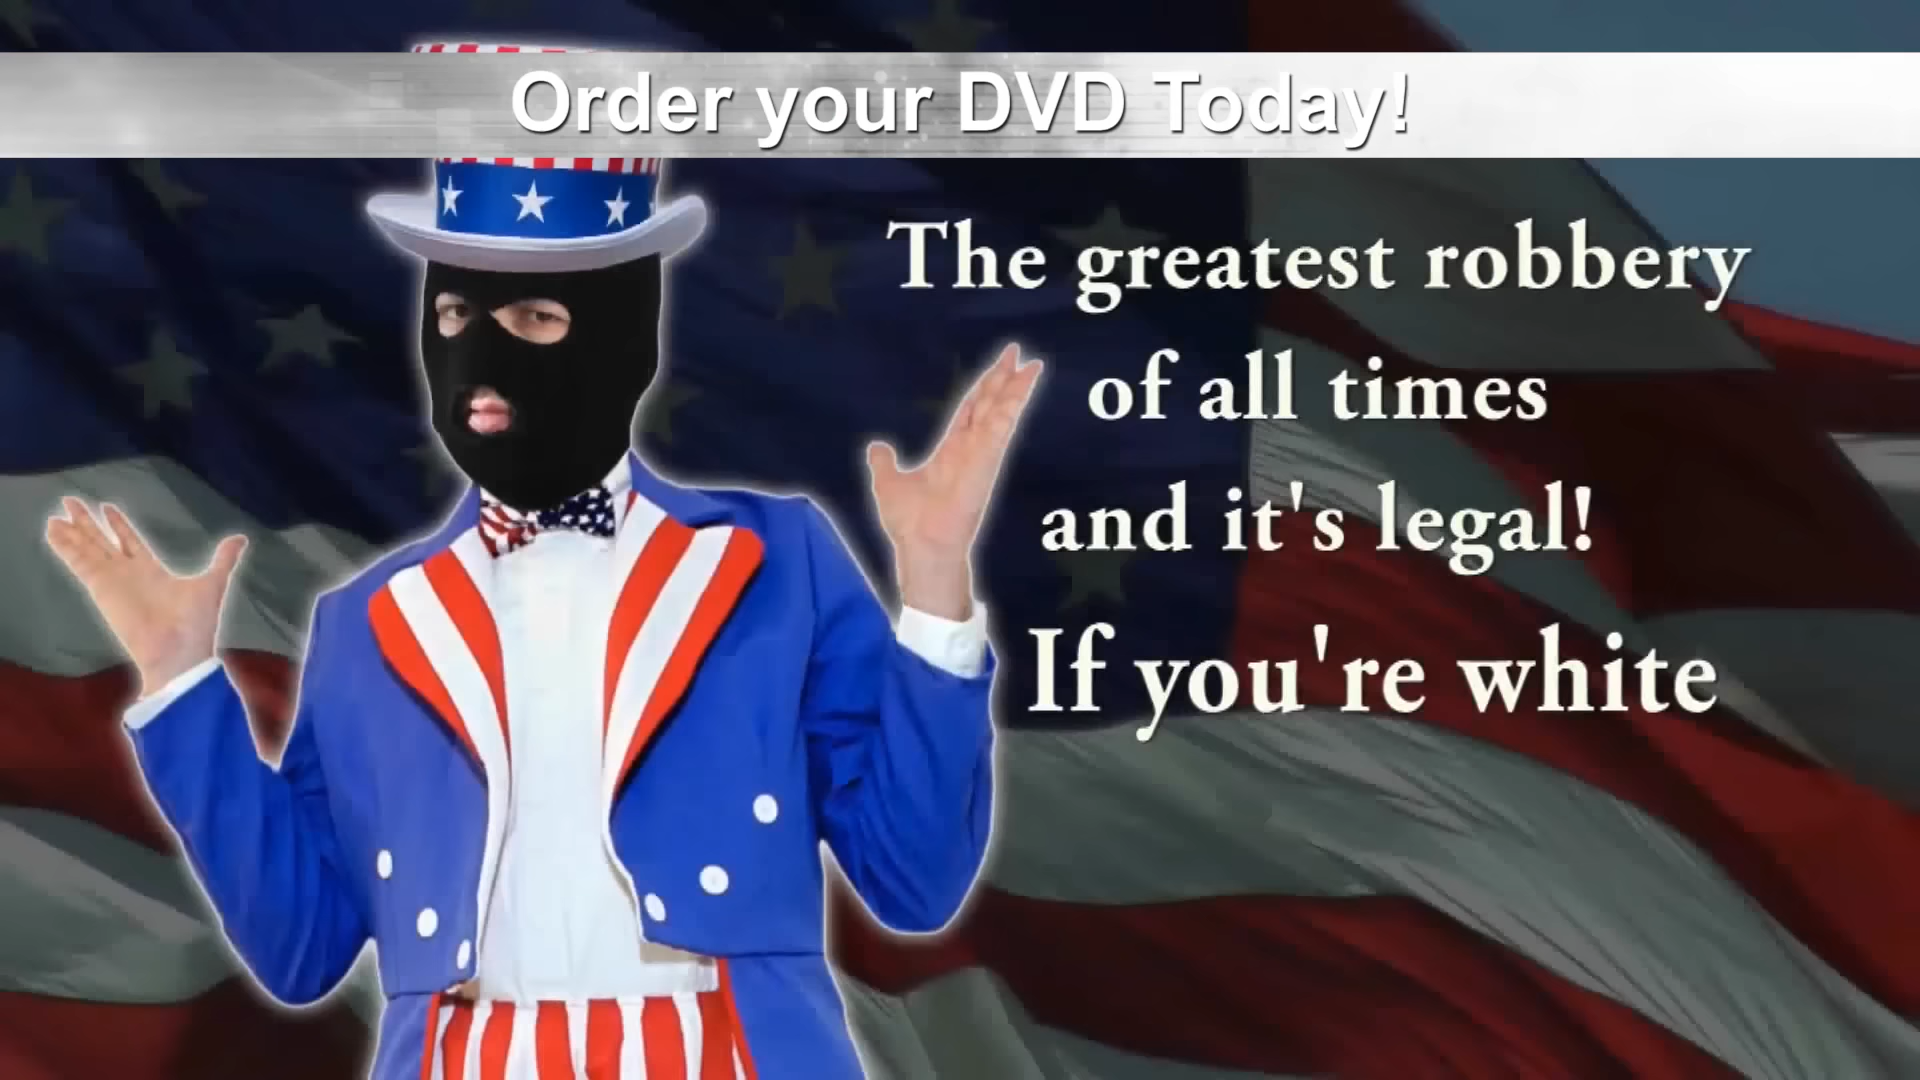 Order your DVD Today!
The greatest robbery
of all times
and it's legal!
If you're white